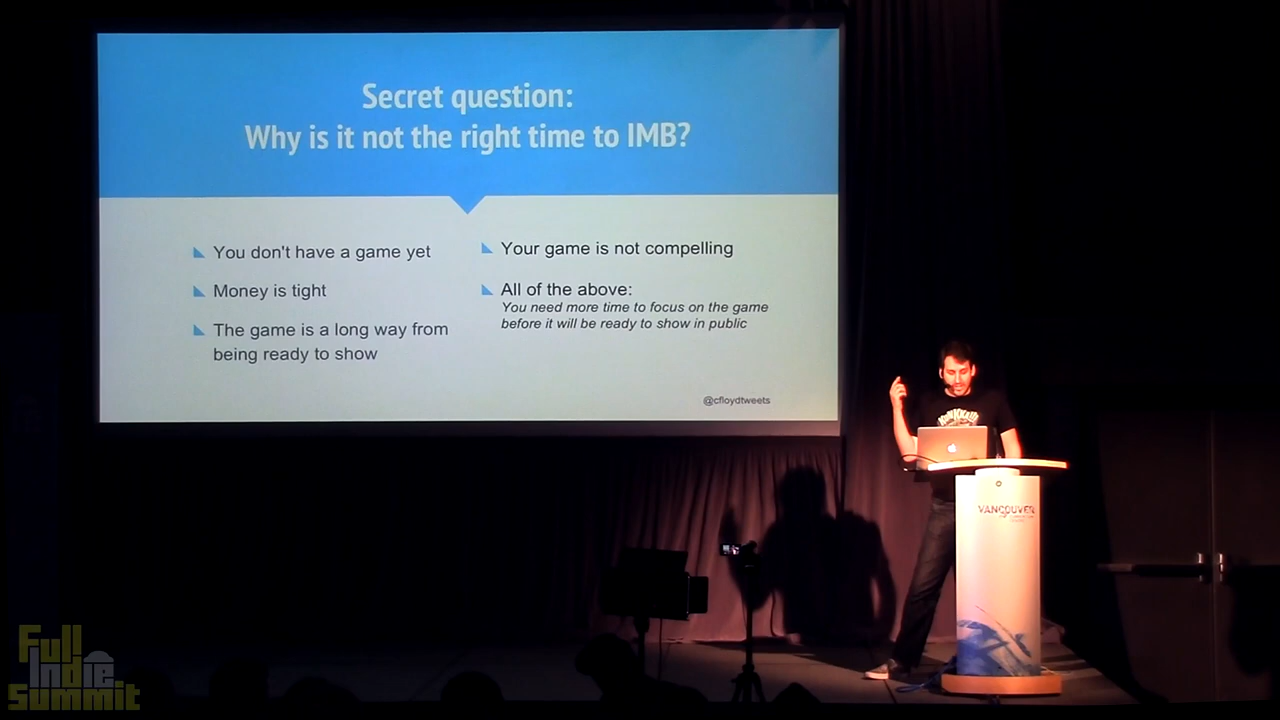 Secret question:
Why is it not the right time to IMB?
You don't have a game yet
Money is tight
The game is a long way from
being ready to show
Your game is not compelling
All of the above:
You need more time to focus on the game
before it will be ready to show in public
@cfloydtweets
VANCOUVER
Full
Indie
Summit